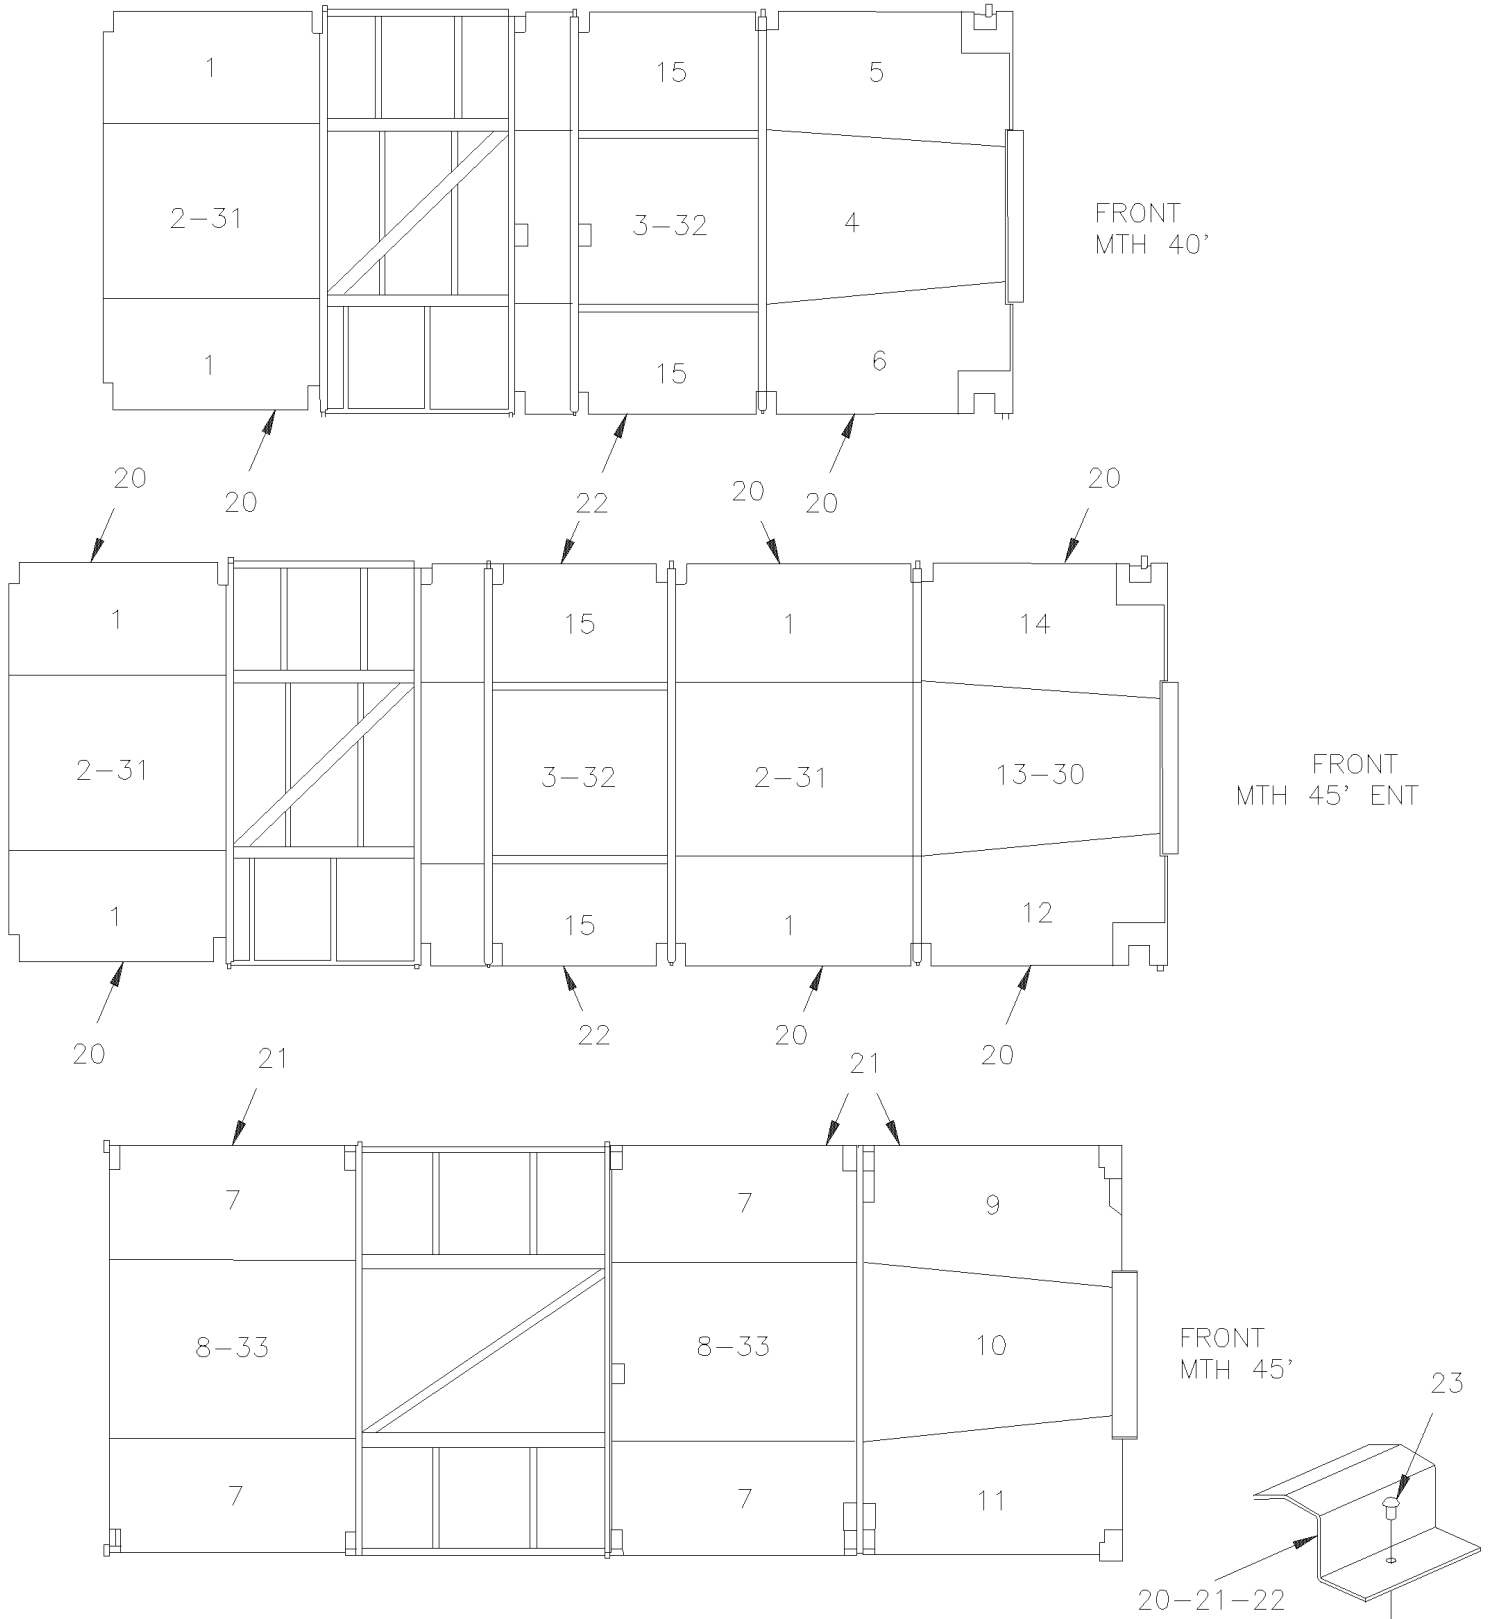 1 15 5
2-31 3-32 4
FRONT
MTH 40'
1 15 6
20 20 22 20 20 20
1 15 1 14
2-31 3-32 2-31 13-30
FRONT
MTH 45' ENT
1 15 1 12
20 22 20 20
21 21
7 7 9
8-33 8-33 10
FRONT
MTH 45'
23
7 7 11
20-21-22